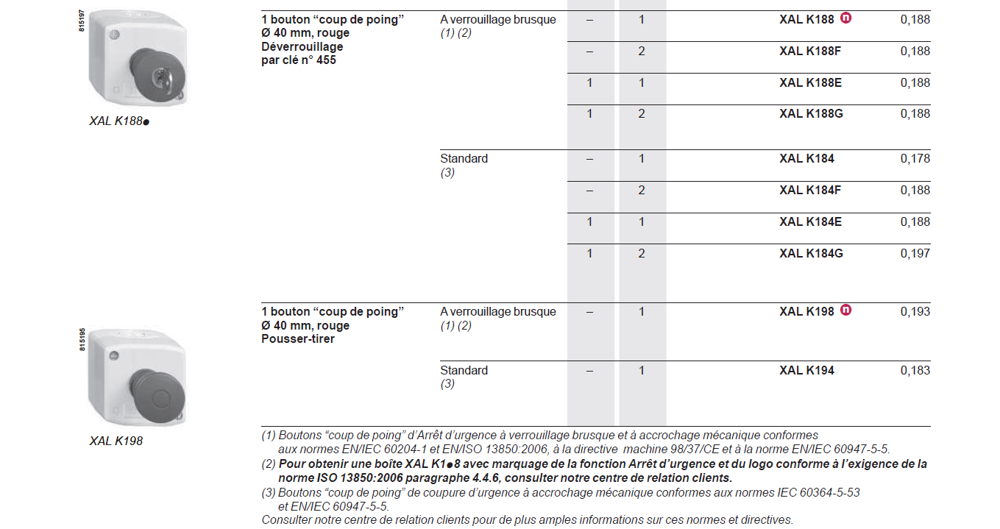 815197
1 bouton “coup de poing” A verrouillage brusque – 1 XAL K188 n 0,188
Ø 40 mm, rouge (1) (2)
Déverrouillage – 2 XAL K188F 0,188
par clé n° 455
1 1 XAL K188E 0,188
1 2 XAL K188G 0,188
XAL K188●
Standard – 1 XAL K184 0,178
(3)
– 2 XAL K184F 0,188
1 1 XAL K184E 0,188
1 2 XAL K184G 0,197
815195
1 bouton “coup de poing” A verrouillage brusque – 1 XAL K198 n 0,193
Ø 40 mm, rouge (1) (2)
Pousser-tirer
Standard – 1 XAL K194 0,183
(3)
XAL K198
(1) Boutons “coup de poing” d’Arrêt d’urgence à verrouillage brusque et à accrochage mécanique conformes
aux normes EN/IEC 60204-1 et EN/ISO 13850:2006, à la directive machine 98/37/CE et à la norme EN/IEC 60947-5-5.
(2) Pour obtenir une boîte XAL K1●8 avec marquage de la fonction Arrêt d’urgence et du logo conforme à l’exigence de la
norme ISO 13850:2006 paragraphe 4.4.6, consulter notre centre de relation clients.
(3) Boutons “coup de poing” de coupure d’urgence à accrochage mécanique conformes aux normes IEC 60364-5-53
et EN/IEC 60947-5-5.
Consulter notre centre de relation clients pour de plus amples informations sur ces normes et directives.